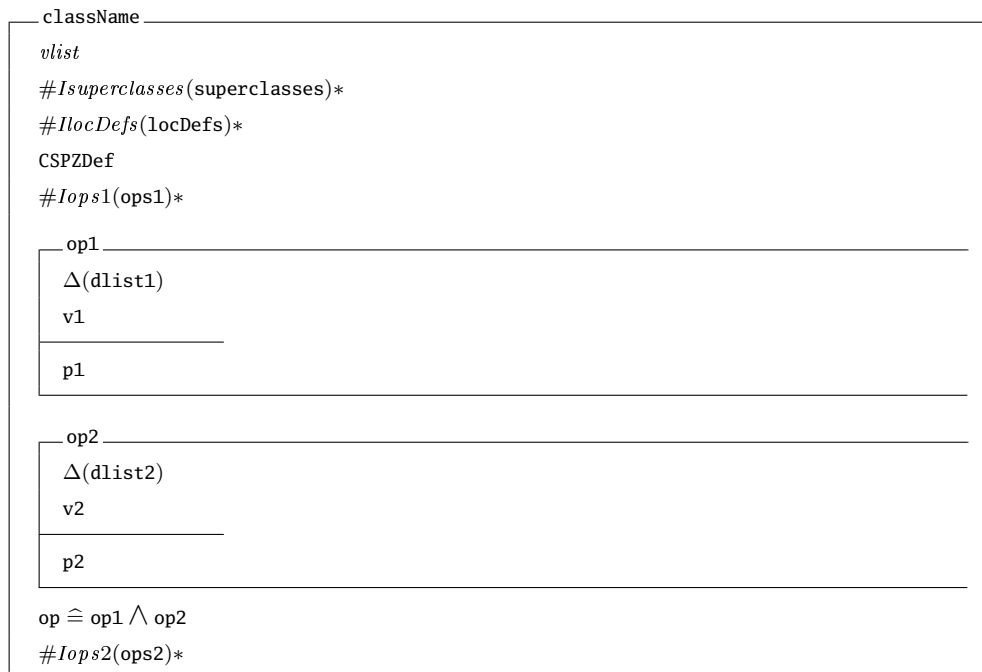 className
vlist
#Isuperclasses(superclasses)∗
#IlocDefs(locDefs)∗
CSPZDef
#Iops1(ops1)∗
op1
Δ(dlist1)
v1
p1
op2
Δ(dlist2)
v2
p2
op ≙ op1 ⋀ op2
#Iops2(ops2)∗